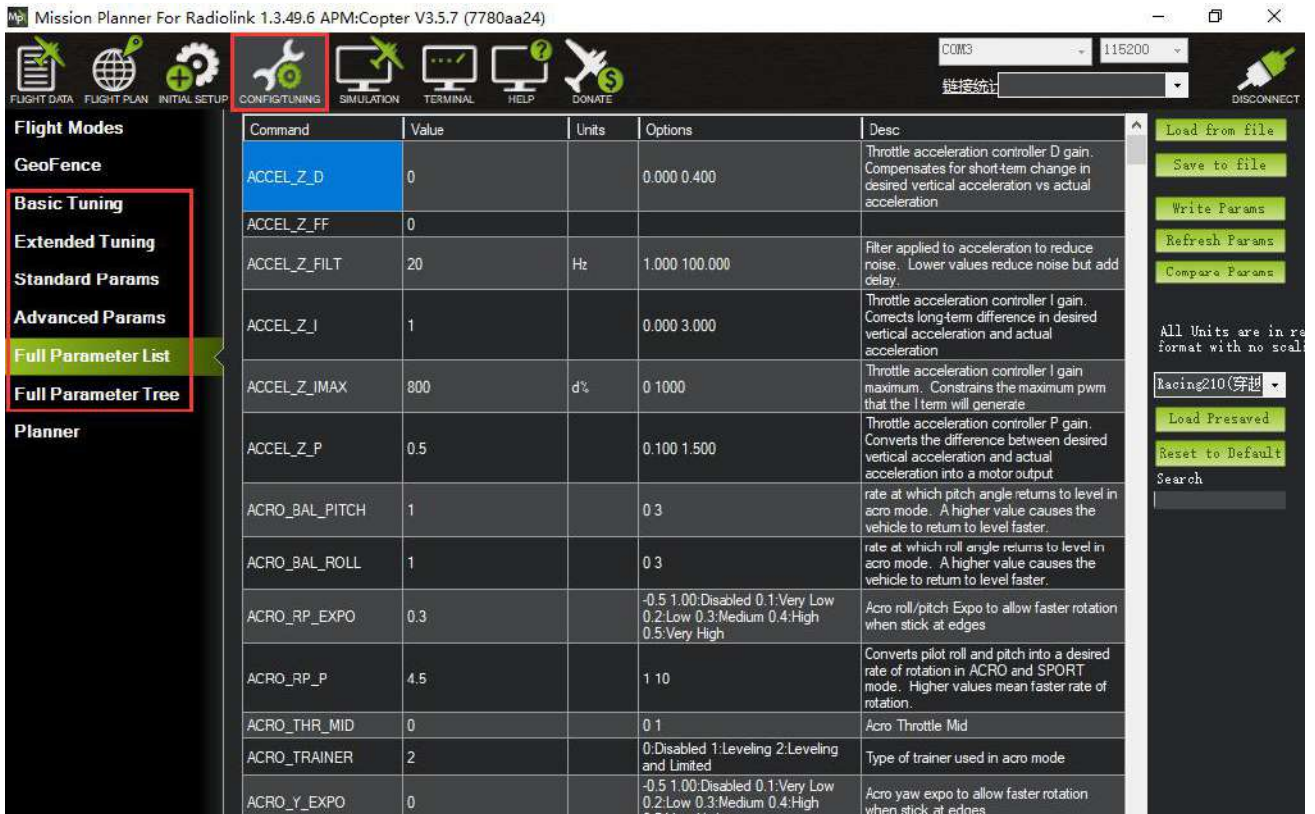 Mission Planner For Radiolink 1.3.49.6 APM:Copter V3.5.7 (7780aa24)
FLIGHT DATA FLIGHT PLAN INITIAL SETUP CONFIG/TUNING SIMULATION TERMINAL HELP DONATE
COM3 115200
链接统计
DISCONNECT
Flight Modes
GeoFence
Basic Tuning
Extended Tuning
Standard Params
Advanced Params
Full Parameter List
Full Parameter Tree
Planner
Command Value Units Options Desc
ACCEL_Z_D 0 0.000 0.400
Throttle acceleration controller D gain.
Compensates for short-term change in
desired vertical acceleration vs actual
acceleration
ACCEL_Z_FF 0
ACCEL_Z_FILT 20 Hz 1.000 100.000
Filter applied to acceleration to reduce
noise. Lower values reduce noise but add
delay.
ACCEL_Z_I 1 0.000 3.000
Throttle acceleration controller I gain.
Corrects long-term difference in desired
vertical acceleration and actual
acceleration
ACCEL_Z_IMAX 800 d% 0 1000
Throttle acceleration controller I gain
maximum. Constrains the maximum pwm
that the I term will generate
ACCEL_Z_P 0.5 0.100 1.500
Throttle acceleration controller P gain.
Converts the difference between desired
vertical acceleration and actual
acceleration into a motor output
ACRO_BAL_PITCH 1 0 3
rate at which pitch angle returns to level in
acro mode. A higher value causes the
vehicle to return to level faster.
ACRO_BAL_ROLL 1 0 3
rate at which roll angle returns to level in
acro mode. A higher value causes the
vehicle to return to level faster.
ACRO_RP_EXPO 0.3
-0.5 1.00:Disabled 0.1:Very Low
0.2:Low 0.3:Medium 0.4:High
0.5:Very High
Acro roll/pitch Expo to allow faster rotation
when stick at edges
ACRO_RP_P 4.5 1 10
Converts pilot roll and pitch into a desired
rate of rotation in ACRO and SPORT
mode. Higher values mean faster rate of
rotation.
ACRO_THR_MID 0 0 1 Acro Throttle Mid
ACRO_TRAINER 2
0:Disabled 1:Leveling 2:Leveling
and Limited
Type of trainer used in acro mode
ACRO_Y_EXPO 0
-0.5 1.00:Disabled 0.1:Very Low
0.2:Low 0.3:Medium 0.4:High
Acro yaw expo to allow faster rotation
when stick at edges
Load from file
Save to file
Write Params
Refresh Params
Compare Params
All Units are in ra
format with no scali
Racing210(穿越
Load Presaved
Reset to Default
Search